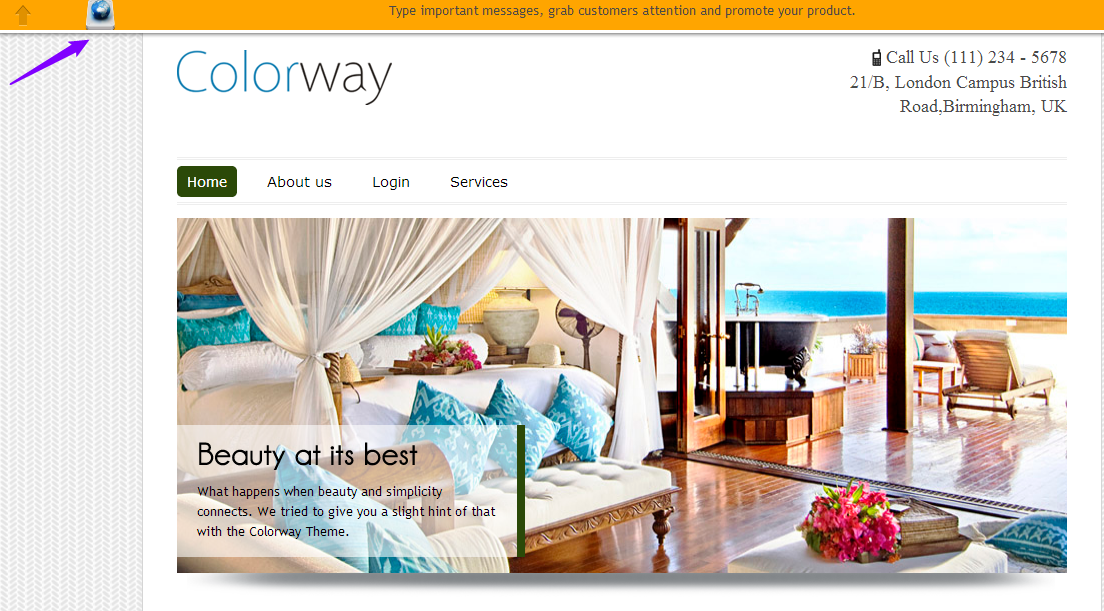 Type important messages, grab customers attention and promote your product.
Colorway
Call Us (111) 234 - 5678
21/B, London Campus British
Road,Birmingham, UK
Home About us Login Services
Beauty at its best
What happens when beauty and simplicity
connects. We tried to give you a slight hint of that
with the Colorway Theme.